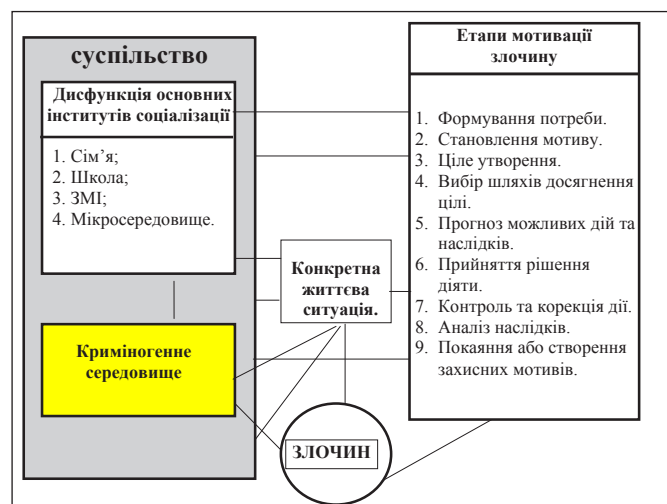 суспільство
Дисфункція основних
інститутів соціалізації
1. Сім’я;
2. Школа;
3. ЗМІ;
4. Мікросередовище.
Криміногенне
середовище
Конкретна
життєва
ситуація.
ЗЛОЧИН
Етапи мотивації
злочину
1. Формування потреби.
2. Становлення мотиву.
3. Ціле утворення.
4. Вибір шляхів досягнення
цілі.
5. Прогноз можливих дій та
наслідків.
6. Прийняття рішення
діяти.
7. Контроль та корекція дії.
8. Аналіз наслідків.
9. Покаяння або створення
захисних мотивів.